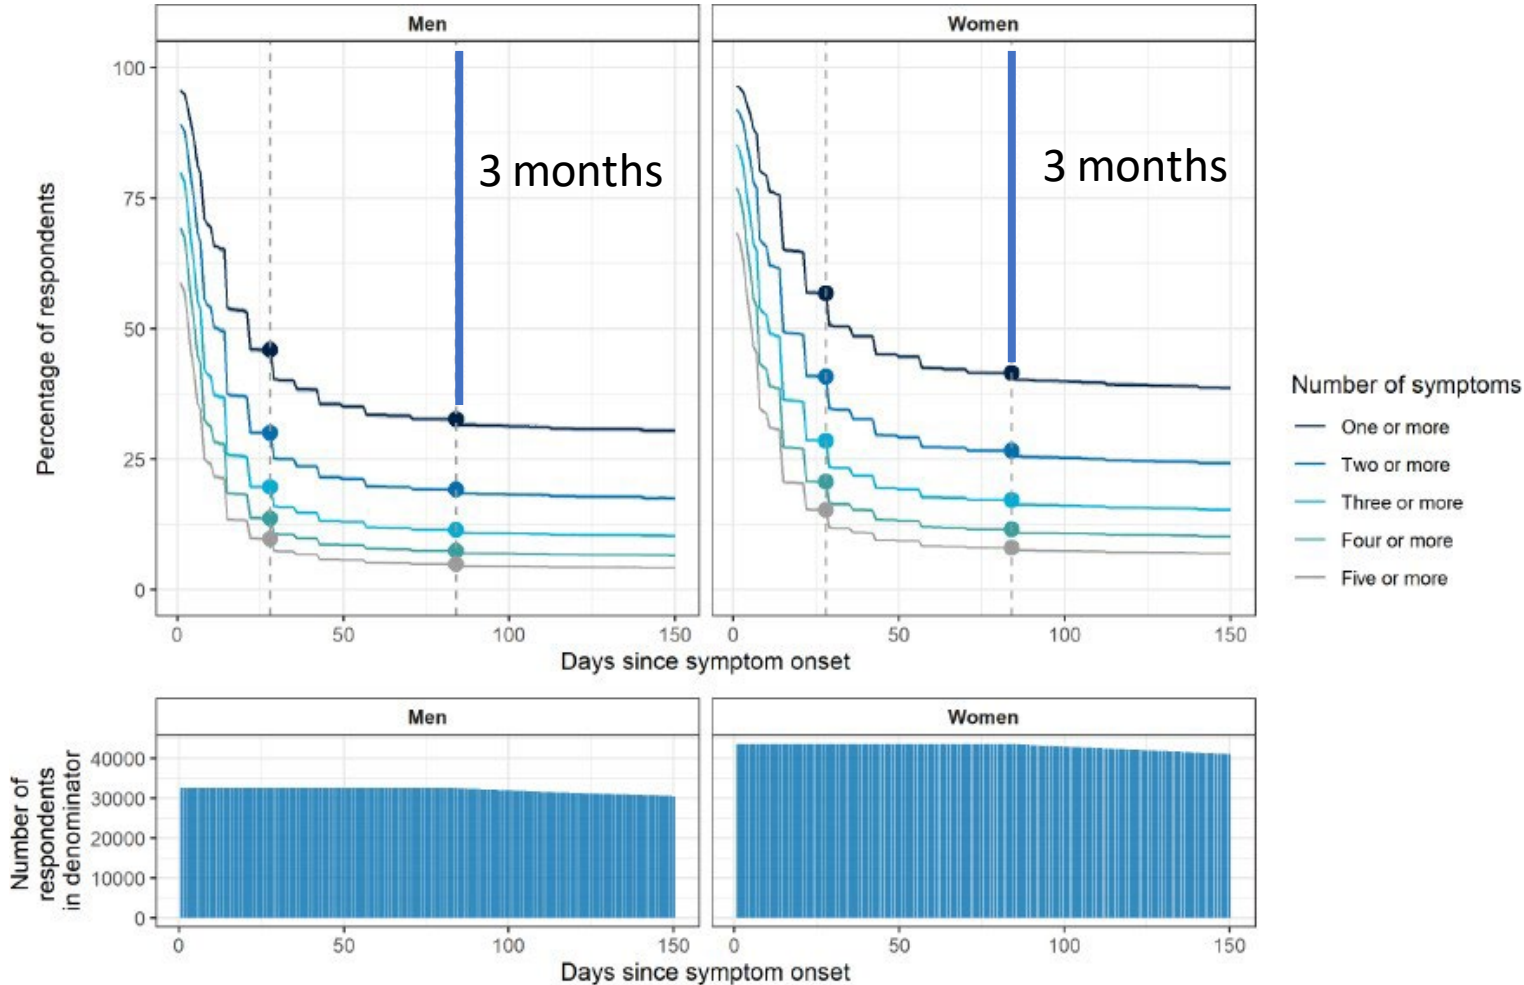 Men
Women
100
75
50
25
0
Percentage of respondents
3 months
3 months
0
50
100
150
0
50
100
150
Days since symptom onset
Number of symptoms
One or more
Two or more
Three or more
Four or more
Five or more
Men
Women
40000
30000
20000
10000
0
Number of
respondents
in denominator
0
50
100
150
0
50
100
150
Days since symptom onset